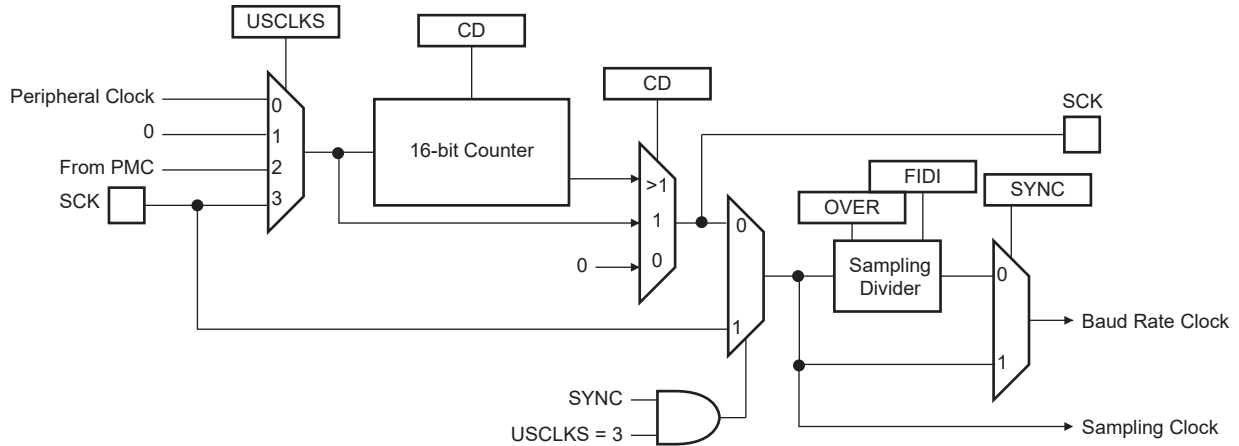 USCLKS
CD
CD
Peripheral Clock
0
From PMC
SCK
0
1
2
3
16-bit Counter
>1
1
0
0
SCK
0
1
FIDI
OVER
SYNC
Sampling
Divider
0
1
Baud Rate Clock
Sampling Clock
SYNC
USCLKS = 3